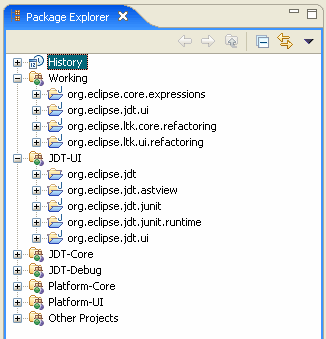 Package Explorer
History
Working
org.eclipse.core.expressions
org.eclipse.jdt.ui
org.eclipse.ltk.core.refactoring
org.eclipse.ltk.ui.refactoring
JDT-UI
org.eclipse.jdt
org.eclipse.jdt.astview
org.eclipse.jdt.junit
org.eclipse.jdt.junit.runtime
org.eclipse.jdt.ui
JDT-Core
JDT-Debug
Platform-Core
Platform-UI
Other Projects